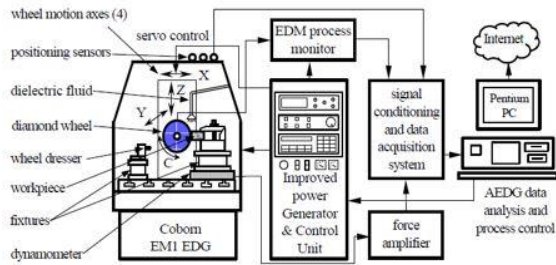 wheel motion axes (4)
positioning sensors
dielectric fluid
diamond wheel
wheel dresser
workpiece
fixtures
dynamometer
servo control
X
Z
Y
C
Coborn
EM1 EDG
EDM process
monitor
Improved
power
Generator
& Control
Unit
signal
conditioning
and data
acquisition
system
force
amplifier
Internet
Pentium
PC
AEDG data
analysis and
process control